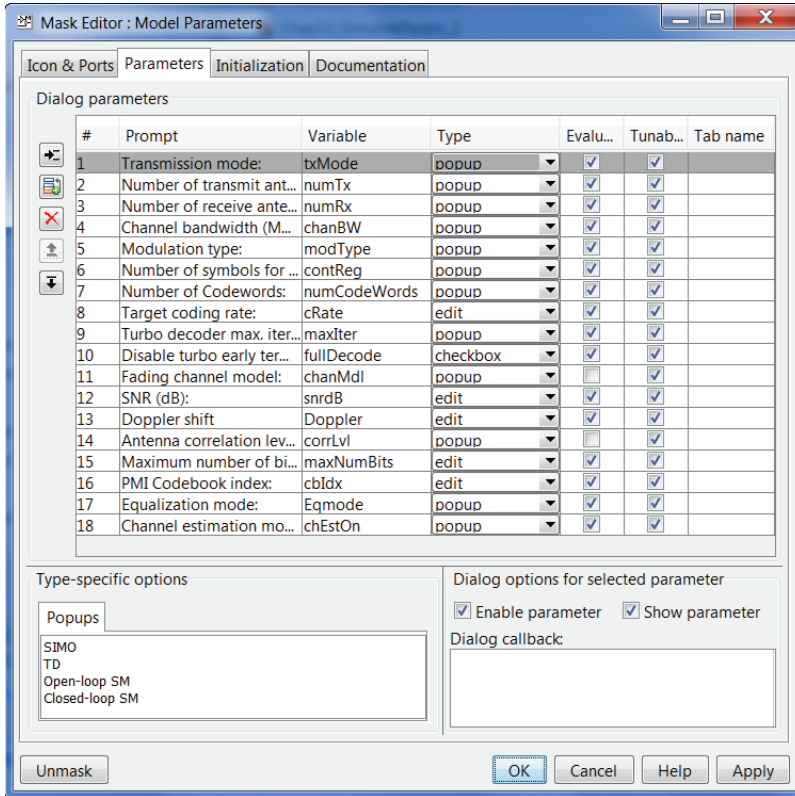 Mask Editor : Model Parameters
Icon & Ports Parameters Initialization Documentation
Dialog parameters
# Prompt Variable Type Evalu... Tunab... Tab name
1 Transmission mode: txMode popup
2 Number of transmit ant... numTx popup
3 Number of receive ante... numRx popup
4 Channel bandwidth (M... chanBW popup
5 Modulation type: modType popup
6 Number of symbols for ... contReg popup
7 Number of Codewords: numCodeWords popup
8 Target coding rate: cRate edit
9 Turbo decoder max. iter... maxIter popup
10 Disable turbo early ter... fullDecode checkbox
11 Fading channel model: chanMdl popup
12 SNR (dB): snrdB edit
13 Doppler shift Doppler edit
14 Antenna correlation lev... corrLvl popup
15 Maximum number of bi... maxNumBits edit
16 PMI Codebook index: cbIdx edit
17 Equalization mode: Eqmode popup
18 Channel estimation mo... chEstOn popup
Type-specific options
Popups
SIMO
TD
Open-loop SM
Closed-loop SM
Dialog options for selected parameter
Enable parameter Show parameter
Dialog callback:
Unmask OK Cancel Help Apply